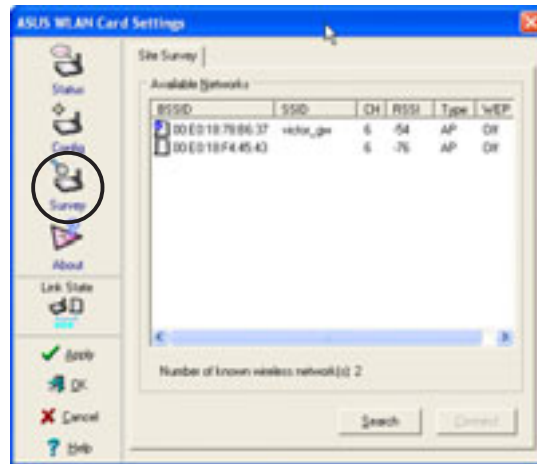 ASUS WLAN Card Settings
Status
Config
Survey
About
Link State
Apply
OK
Cancel
Help
Site Survey
Available Networks
BSSID SSID CH RSSI Type WEP
00:E0:18:79:86:37 victor_gw 6 -54 AP Off
00:E0:18:F4:45:43 6 -76 AP Off
Number of known wireless network(s): 2
Search Connect